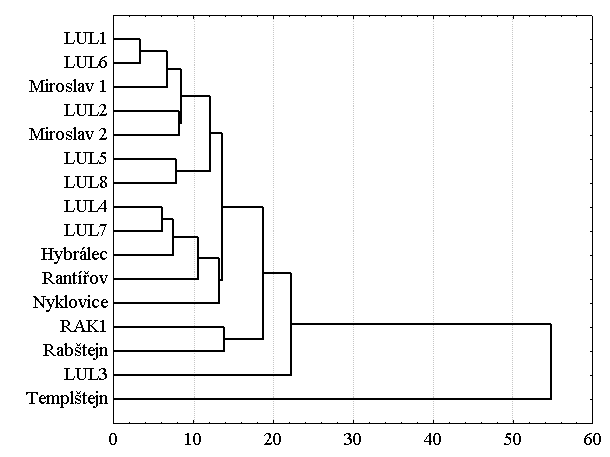 LUL1
LUL6
Miroslav 1
LUL2
Miroslav 2
LUL5
LUL8
LUL4
LUL7
Hybrálec
Rantířov
Nyklovice
RAK1
Rabštejn
LUL3
Templštejn
0 10 20 30 40 50 60